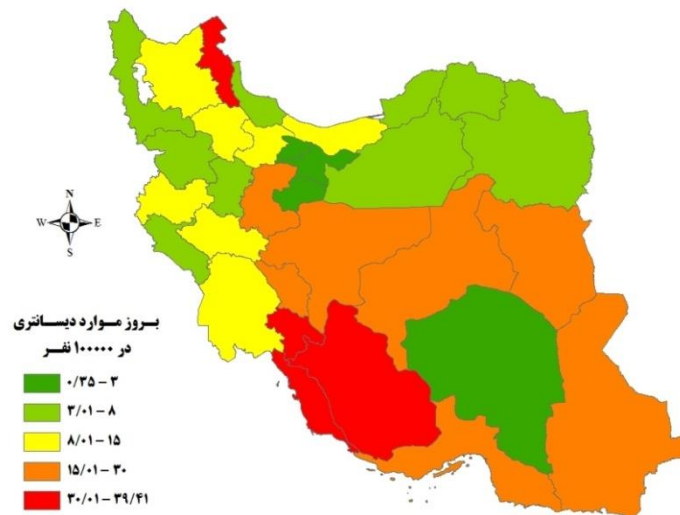 N
W E
S
بروز موارد دیسانتری
در ۱۰۰۰۰۰ نفر
۰/۳۵ - ۳
۳/۰۱ - ۸
۸/۰۱ - ۱۵
۱۵/۰۱ - ۳۰
۳۰/۰۱ - ۳۹/۴۱